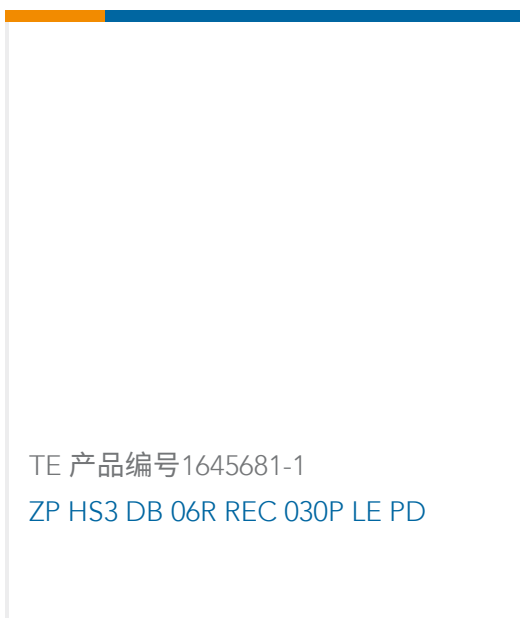 TE 产品编号1645681-1
ZP HS3 DB 06R REC 030P LE PD